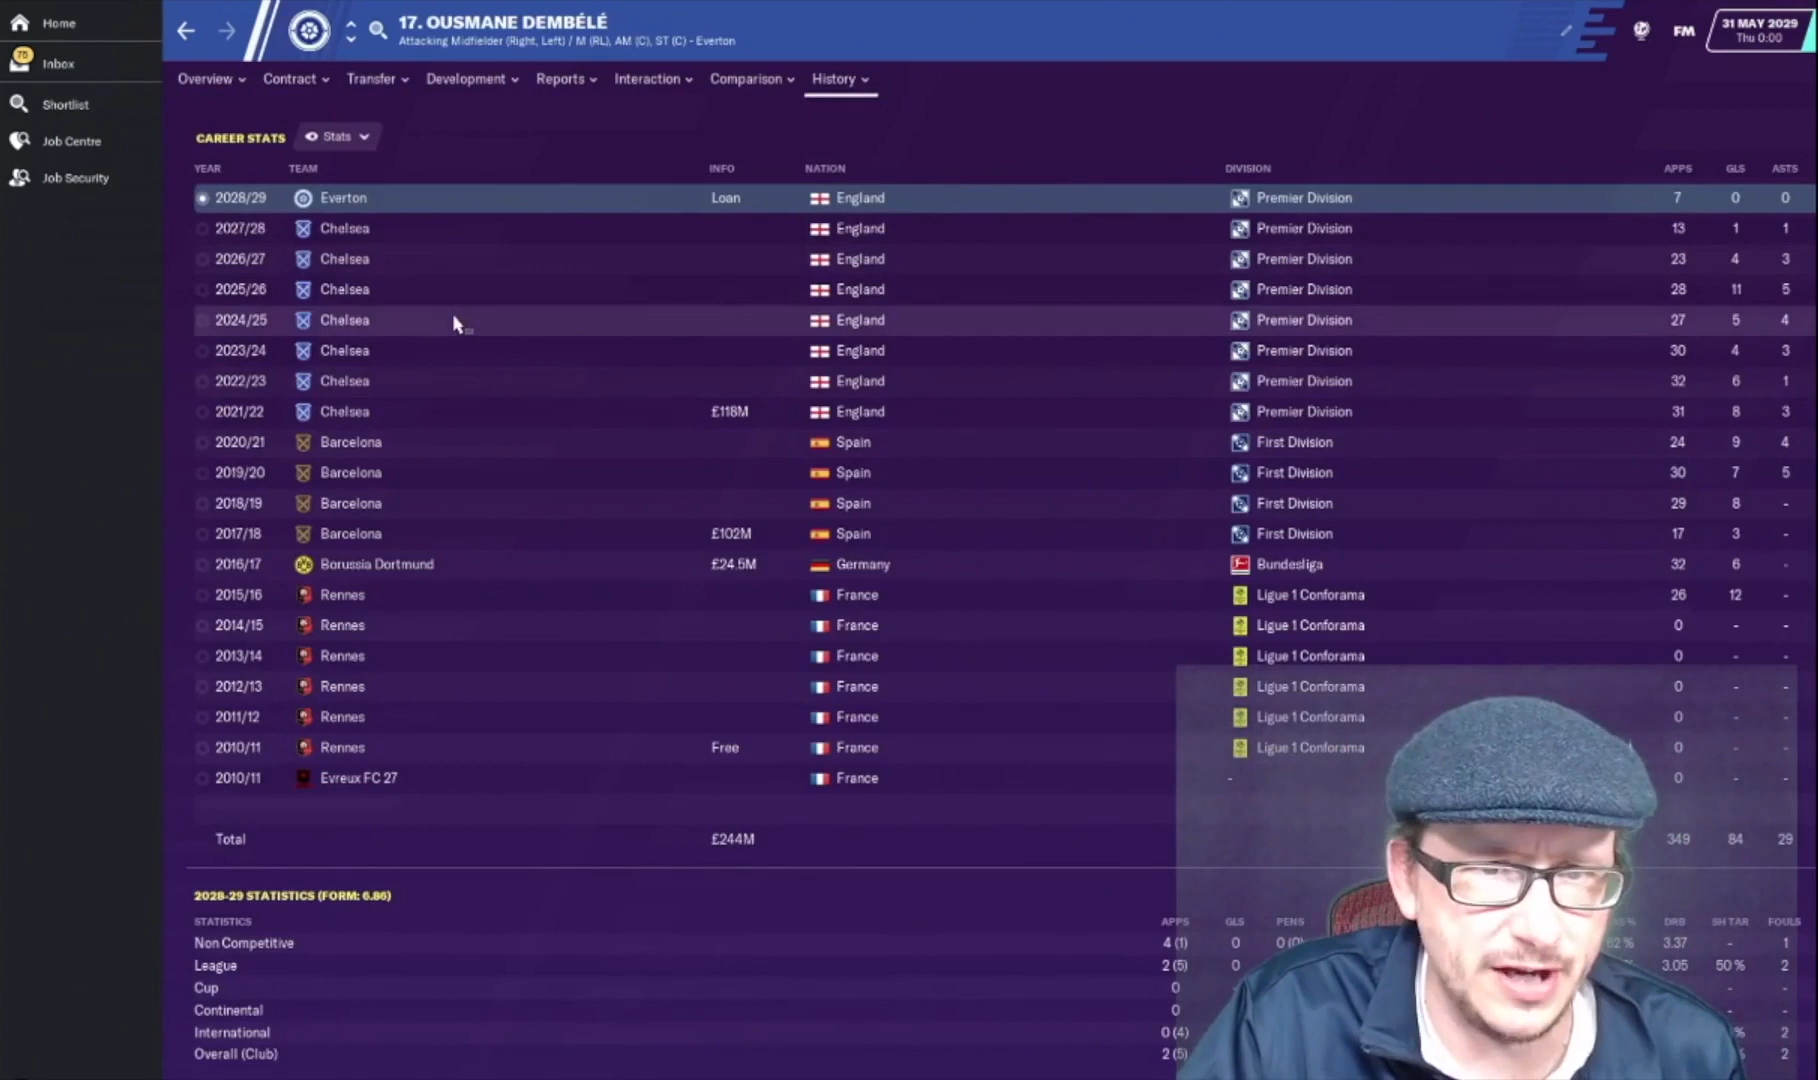 Home
75
Inbox
Shortlist
Job Centre
Job Security
17. OUSMANE DEMBÉLÉ
Attacking Midfielder (Right, Left) / M (RL), AM (C), ST (C) - Everton
FM
31 MAY 2029
Thu 0:00
Overview Contract Transfer Development Reports Interaction Comparison History
CAREER STATS Stats
YEAR TEAM INFO NATION DIVISION APPS GLS ASTS
2028/29 Everton Loan England Premier Division 7 0 0
2027/28 Chelsea England Premier Division 13 1 1
2026/27 Chelsea England Premier Division 23 4 3
2025/26 Chelsea England Premier Division 28 11 5
2024/25 Chelsea England Premier Division 27 5 4
2023/24 Chelsea England Premier Division 30 4 3
2022/23 Chelsea England Premier Division 32 6 1
2021/22 Chelsea £118M England Premier Division 31 8 3
2020/21 Barcelona Spain First Division 24 9 4
2019/20 Barcelona Spain First Division 30 7 5
2018/19 Barcelona Spain First Division 29 8 -
2017/18 Barcelona £102M Spain First Division 17 3 -
2016/17 Borussia Dortmund £24.5M Germany Bundesliga 32 6 -
2015/16 Rennes France Ligue 1 Conforama 26 12 -
2014/15 Rennes France Ligue 1 Conforama 0 - -
2013/14 Rennes France Ligue 1 Conforama 0 - -
2012/13 Rennes France Ligue 1 Conforama 0 - -
2011/12 Rennes France Ligue 1 Conforama 0 - -
2010/11 Rennes Free France Ligue 1 Conforama 0 - -
2010/11 Evreux FC 27 France - 0 - -
Total £244M 349 84 29
2028-29 STATISTICS (FORM: 6.86)
STATISTICS APPS GLS PENS DRB SH TAR FOULS
Non Competitive 4 (1) 0 0 (0) 3.37 - 1
League 2 (5) 0 3.05 50 % 2
Cup 0 - -
Continental 0 - -
International 0 (4) % 2
Overall (Club) 2 (5) 2